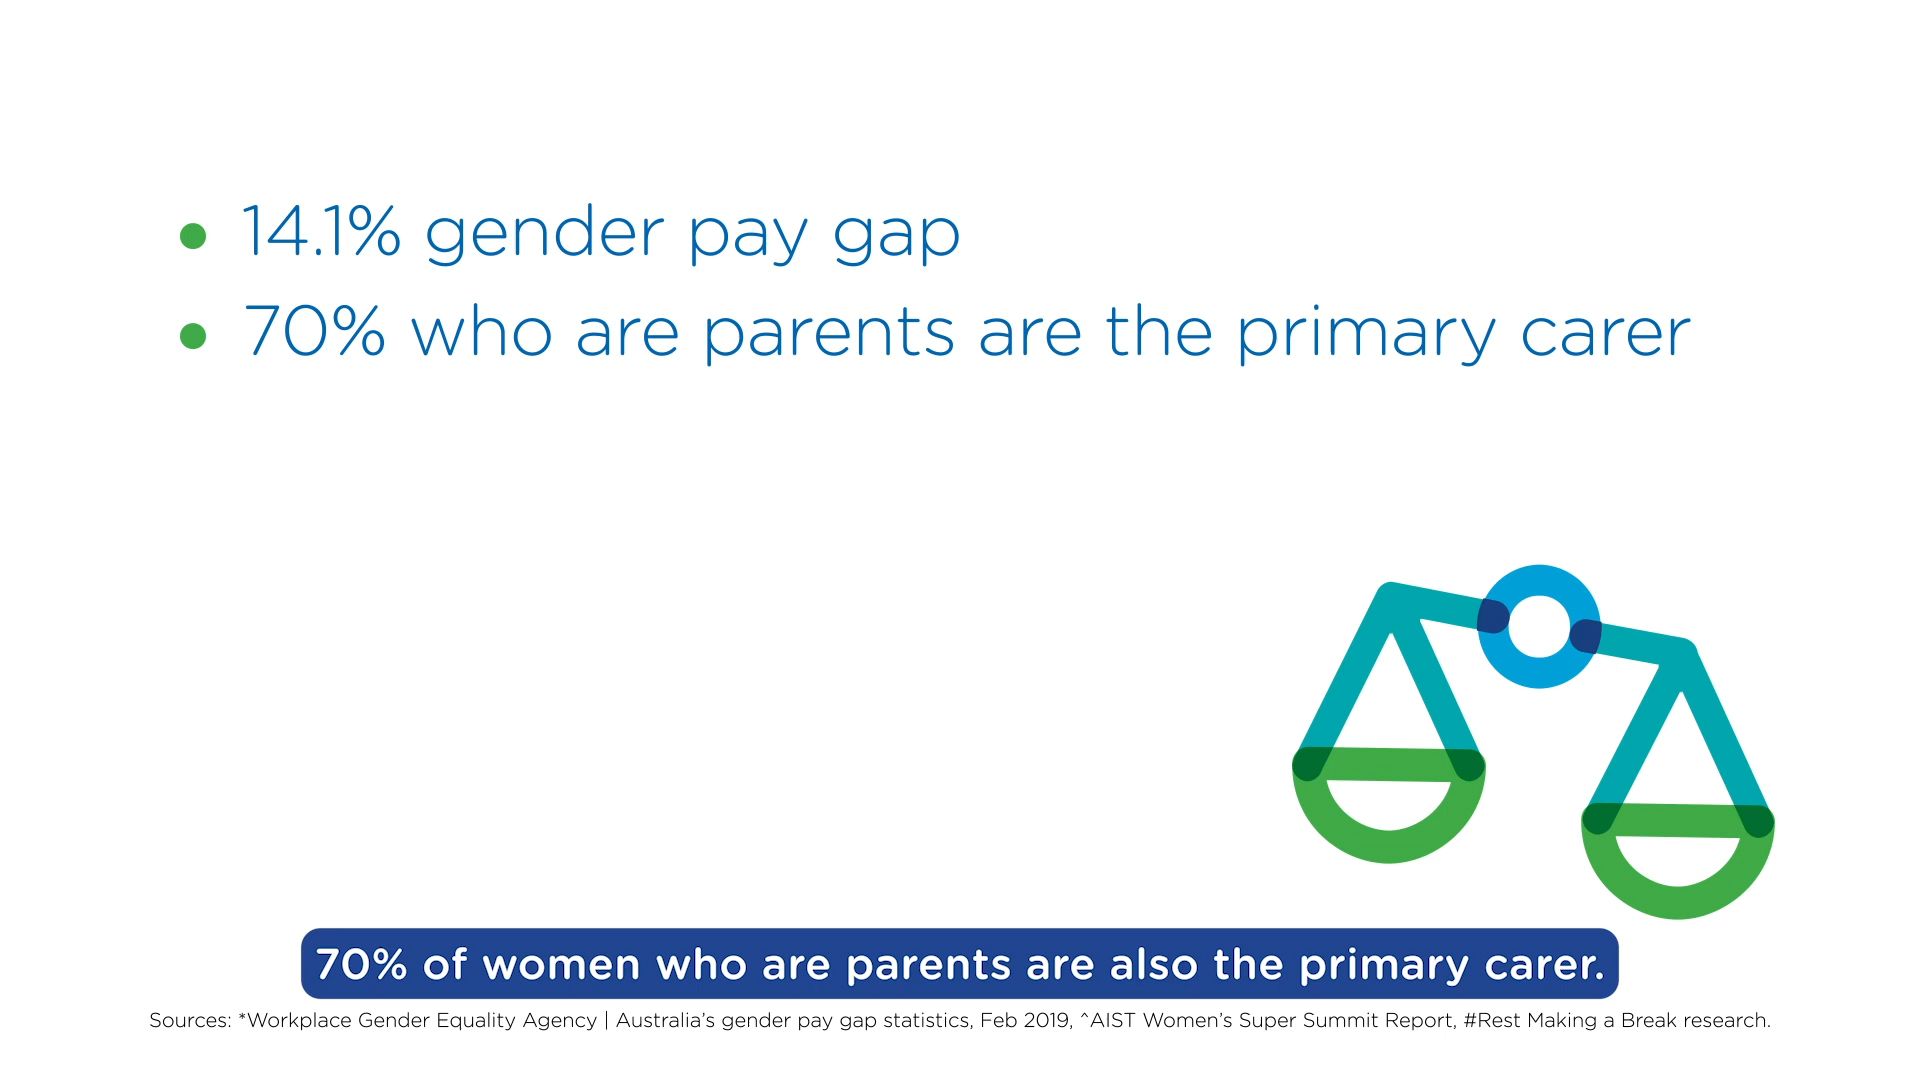 14.1% gender pay gap
70% who are parents are the primary carer
70% of women who are parents are also the primary carer.
Sources: *Workplace Gender Equality Agency | Australia’s gender pay gap statistics, Feb 2019, ^AIST Women’s Super Summit Report, #Rest Making a Break research.